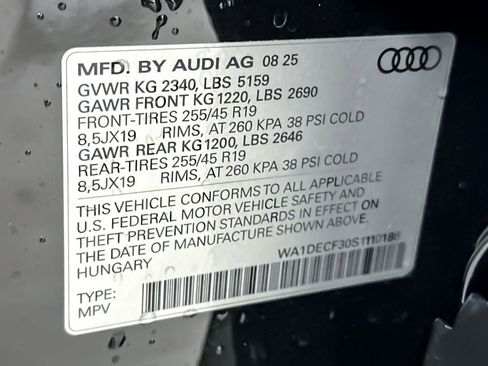 MFD. BY AUDI AG 08 25
GVWR KG 2340, LBS 5159
GAWR FRONT KG 1220, LBS 2690
FRONT-TIRES 255/45 R19
8,5JX19 RIMS, AT 260 KPA 38 PSI COLD
GAWR REAR KG 1200, LBS 2646
REAR-TIRES 255/45 R19
8,5JX19 RIMS, AT 260 KPA 38 PSI COLD
THIS VEHICLE CONFORMS TO ALL APPLICABLE
U.S. FEDERAL MOTOR VEHICLE SAFETY AND
THEFT PREVENTION STANDARDS IN EFFECT ON
THE DATE OF MANUFACTURE SHOWN ABOVE.
HUNGARY
WA1DECF30S1110186
TYPE:
MPV